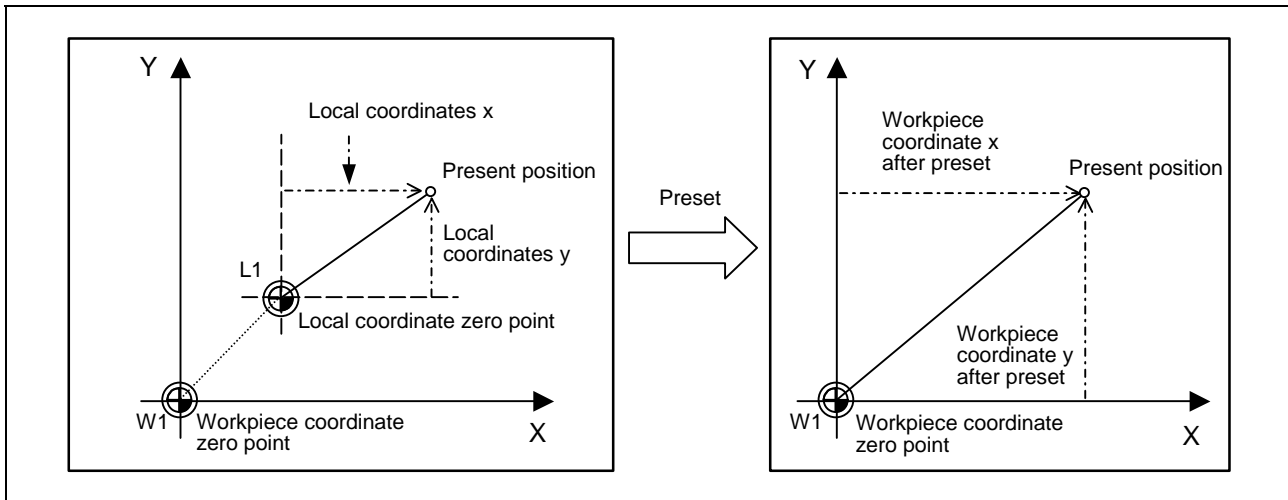 Y
Local coordinates x
Present position
Local
coordinates y
L1
Local coordinate zero point
W1
Workpiece coordinate
zero point
X
Preset
Y
Workpiece
coordinate x
after preset
Present position
Workpiece
coordinate y
after preset
W1
Workpiece coordinate
zero point
X